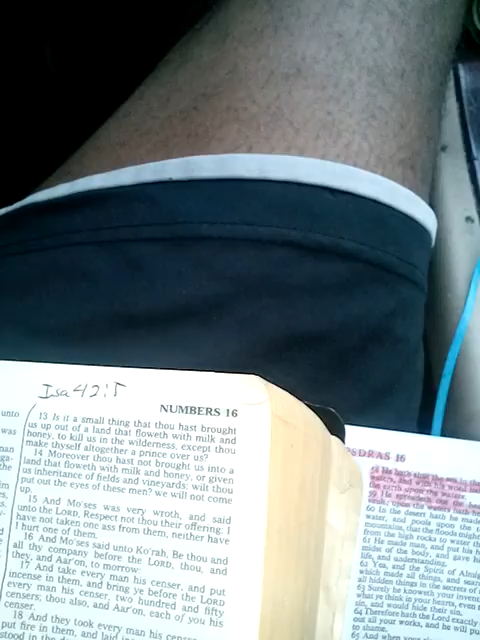 Isa 42:5
NUMBERS 16
unto
was
the
13 Is it a small thing that thou hast brought
us up out of a land that floweth with milk and
honey, to kill us in the wilderness, except thou
make thyself altogether a prince over us?
14 Moreover thou hast not brought us into a
land that floweth with milk and honey, or given
us inheritance of fields and vineyards: wilt thou
put out the eyes of these men? we will not come
up.
15 And Mo'ses was very wroth, and said
unto the LORD, Respect not thou their offering: I
have not taken one ass from them, neither have
I hurt one of them.
16 And Mo'ses said unto Ko'rah, Be thou and
all thy company before the LORD, thou, and
they, and Aar'on, to morrow:
17 And take every man his censer, and put
incense in them, and bring ye before the LORD
every man his censer, two hundred and fifty
censers; thou also, and Aar'on, each of you his
censer.
18 And they took every man his censer,
put fire in them, and laid
stood in the
SDRAS 16
the earth upon the waters.
60 In the desert hath he made
water, and pools upon the
mountains, that the floods might
from the high rocks to water the
61 He made man, and put his
midst of the body, and gave
life, and understanding.
62 Yea, and the Spirit of Almighty
which made all things, and
all hidden things in the secrets of
63 Surely he knoweth your
what ye think in your hearts, even
sin, and would hide their sin.
64 Therefore hath the Lord exactly
out all your works, and he will put
to shame.
65 And when your